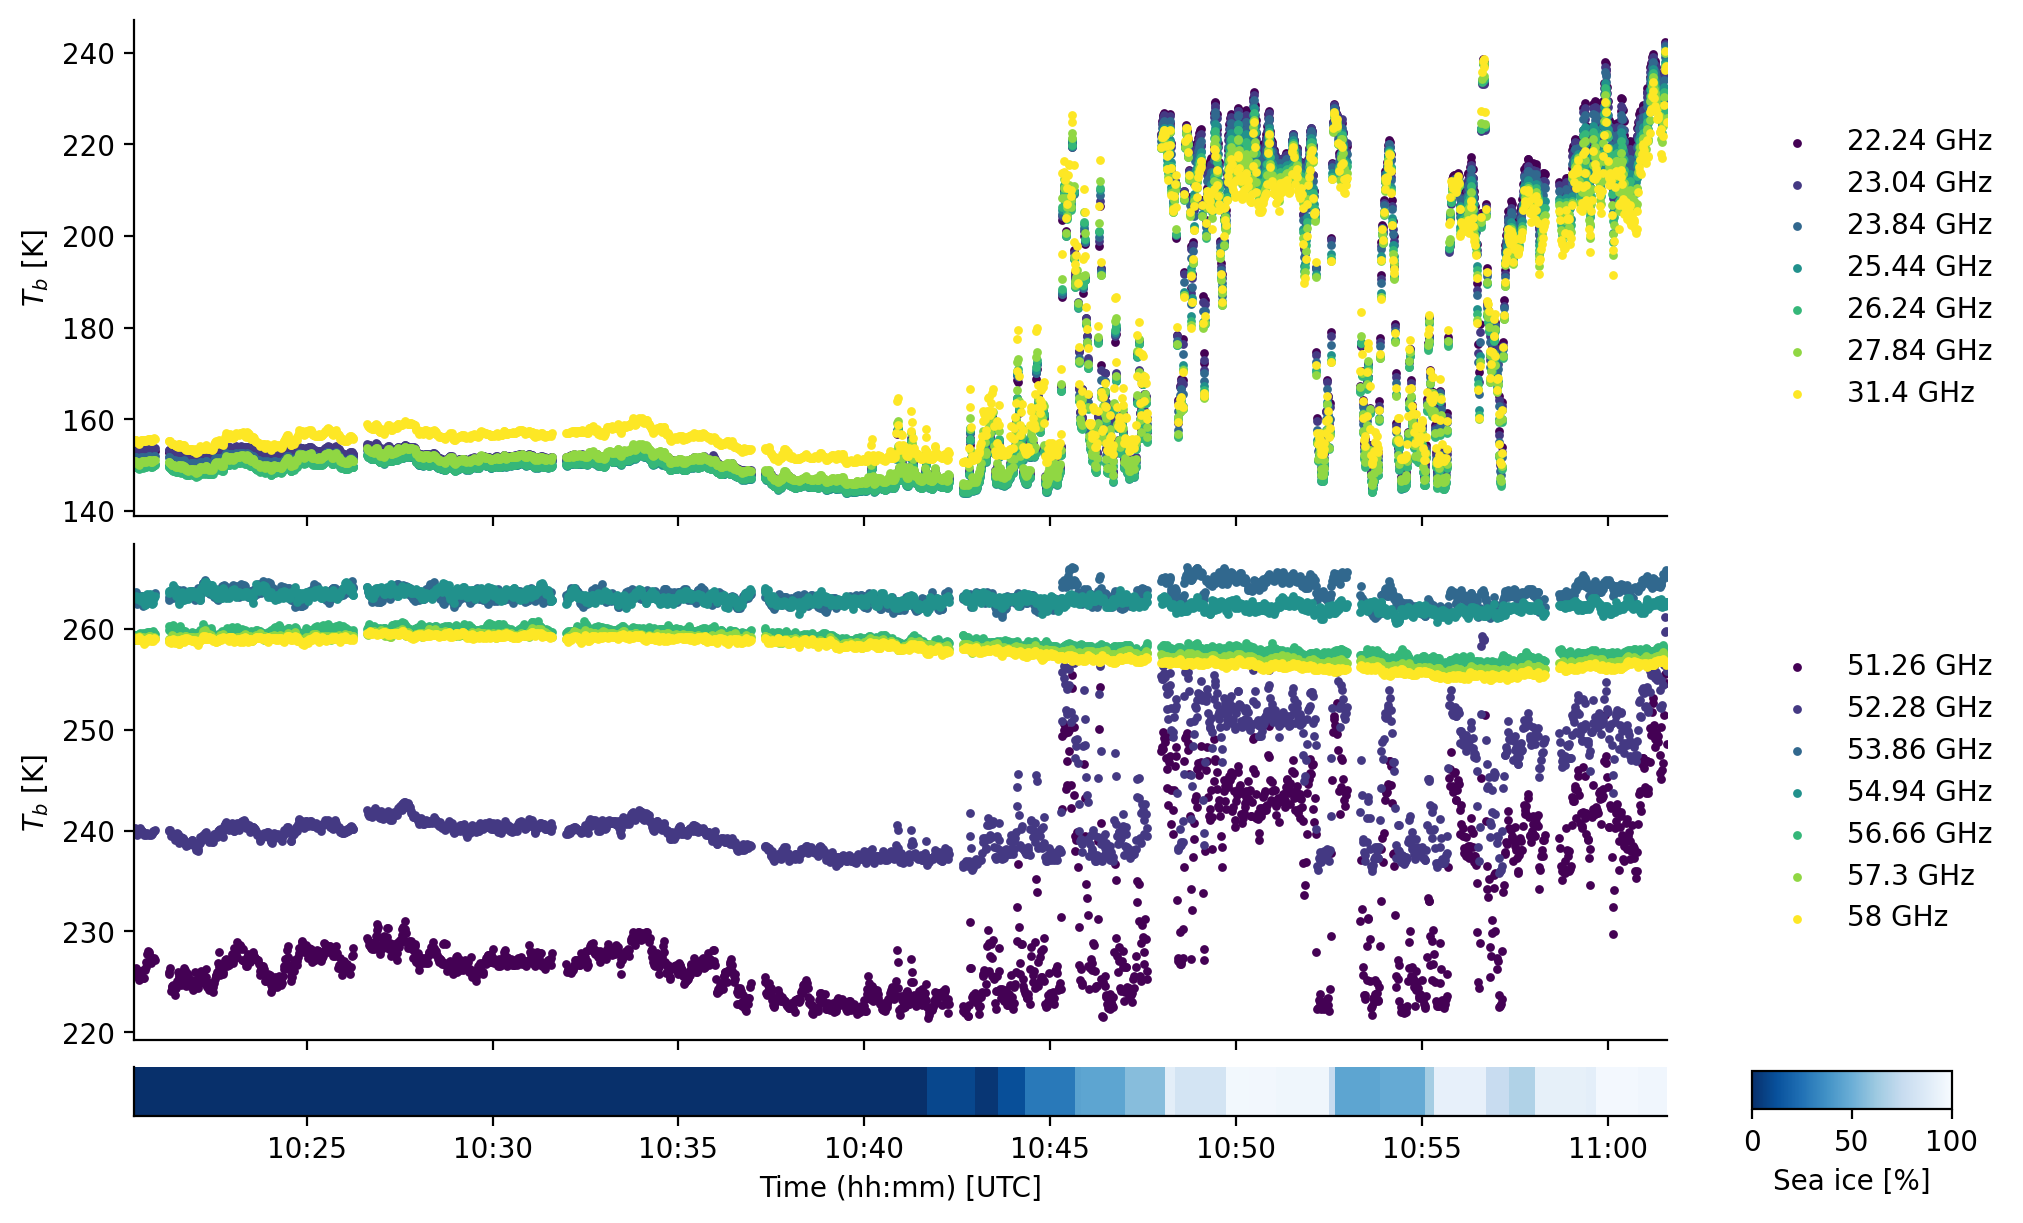 240
220
200
180
160
140
T_b [K]
22.24 GHz
23.04 GHz
23.84 GHz
25.44 GHz
26.24 GHz
27.84 GHz
31.4 GHz
260
250
240
230
220
T_b [K]
51.26 GHz
52.28 GHz
53.86 GHz
54.94 GHz
56.66 GHz
57.3 GHz
58 GHz
10:25 10:30 10:35 10:40 10:45 10:50 10:55 11:00
Time (hh:mm) [UTC]
0 50 100
Sea ice [%]